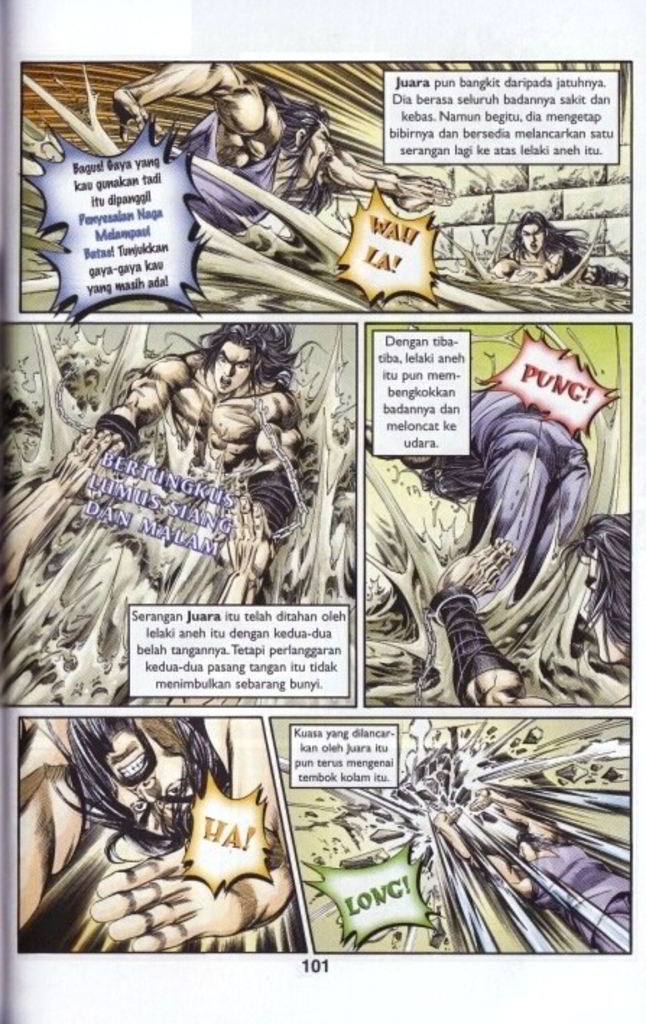 Juara pun bangkit daripada jatuhnya.
Dia berasa seluruh badannya sakit dan
kebas. Namun begitu, dia mengetap
bibirnya dan bersedia melancarkan satu
serangan lagi ke atas lelaki aneh itu.
Bagus! Gaya yang
kau gunakan tadi
itu dipanggil
Penyesalan Naga
Melampaui
Batas! Tunjukkan
gaya-gaya kau
yang masih ada!
WAH
LA!
BERTUNGKUS
LUMUS SIANG
DAN MALAM
Serangan Juara itu telah ditahan oleh
lelaki aneh itu dengan kedua-dua
belah tangannya. Tetapi perlanggaran
kedua-dua pasang tangan itu tidak
menimbulkan sebarang bunyi.
Dengan tiba-
tiba, lelaki aneh
itu pun mem-
bengkokkan
badannya dan
meloncat ke
udara.
PUNG!
HA!
Kuasa yang dilancar-
kan oleh Juara itu
pun terus mengenai
tembok kolam itu.
LONG!
101